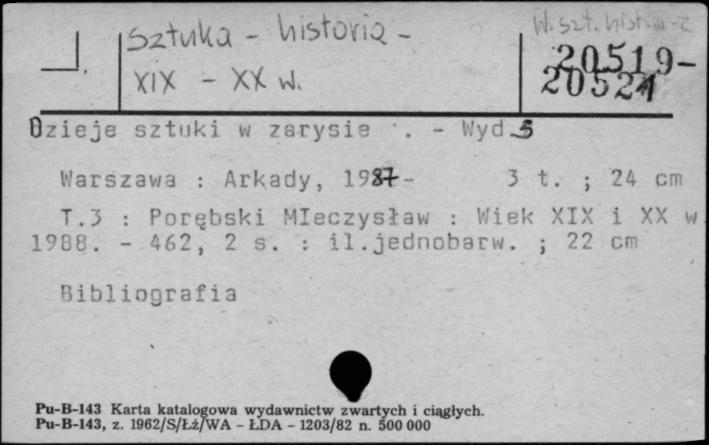 Sztuka - historia -
XIX - XX w.
W. szt. hist.
20519-
20521
Dzieje sztuki w zarysie . - Wyd 3
Warszawa : Arkady, 1987- 3 t. ; 24 cm
T.3 : Porębski MIeczysław : Wiek XIX i XX w
1988. - 462, 2 s. : il.jednobarw. ; 22 cm
Bibliografia
Pu-B-143 Karta katalogowa wydawnictw zwartych i ciągłych.
Pu-B-143, z. 1962/S/Łź/WA - ŁDA - 1203/82 n. 500 000